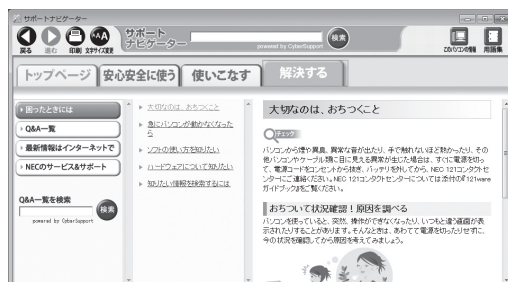 サポートナビゲーター
戻る 進む 印刷 文字サイズ変更
サポート
ナビゲーター
powered by CyberSupport
検索
このパソコンの情報 用語集
トップページ 安心安全に使う 使いこなす 解決する
困ったときには
Q&A一覧
最新情報はインターネットで
NECのサービス&サポート
Q&A一覧を検索
検索
powered by CyberSupport
大切なのは、おちつくこと
急にパソコンが動かなくなった
ら
ソフトの使い方を知りたい
ハードウェアについて知りたい
知りたい情報を検索するには
大切なのは、おちつくこと
チェック
パソコンから煙や異臭、異常な音が出たり、手で触れないほど熱かったり、その
他パソコンやケーブル類に目に見える異常が生じた場合は、すぐに電源を切っ
て、電源コードをコンセントから抜き、バッテリを外してから、NEC 121コンタクトセ
ンターにご連絡ください。NEC 121コンタクトセンターについては添付の『121ware
ガイドブック』をご覧ください。
おちついて状況確認！原因を調べる
パソコンを使っていると、突然、操作ができなくなったり、いつもと違う画面が表
示されたりすることがあります。そんなときは、あわてて電源を切ったりせずに、
今の状況を確認してから原因を考えてみましょう。